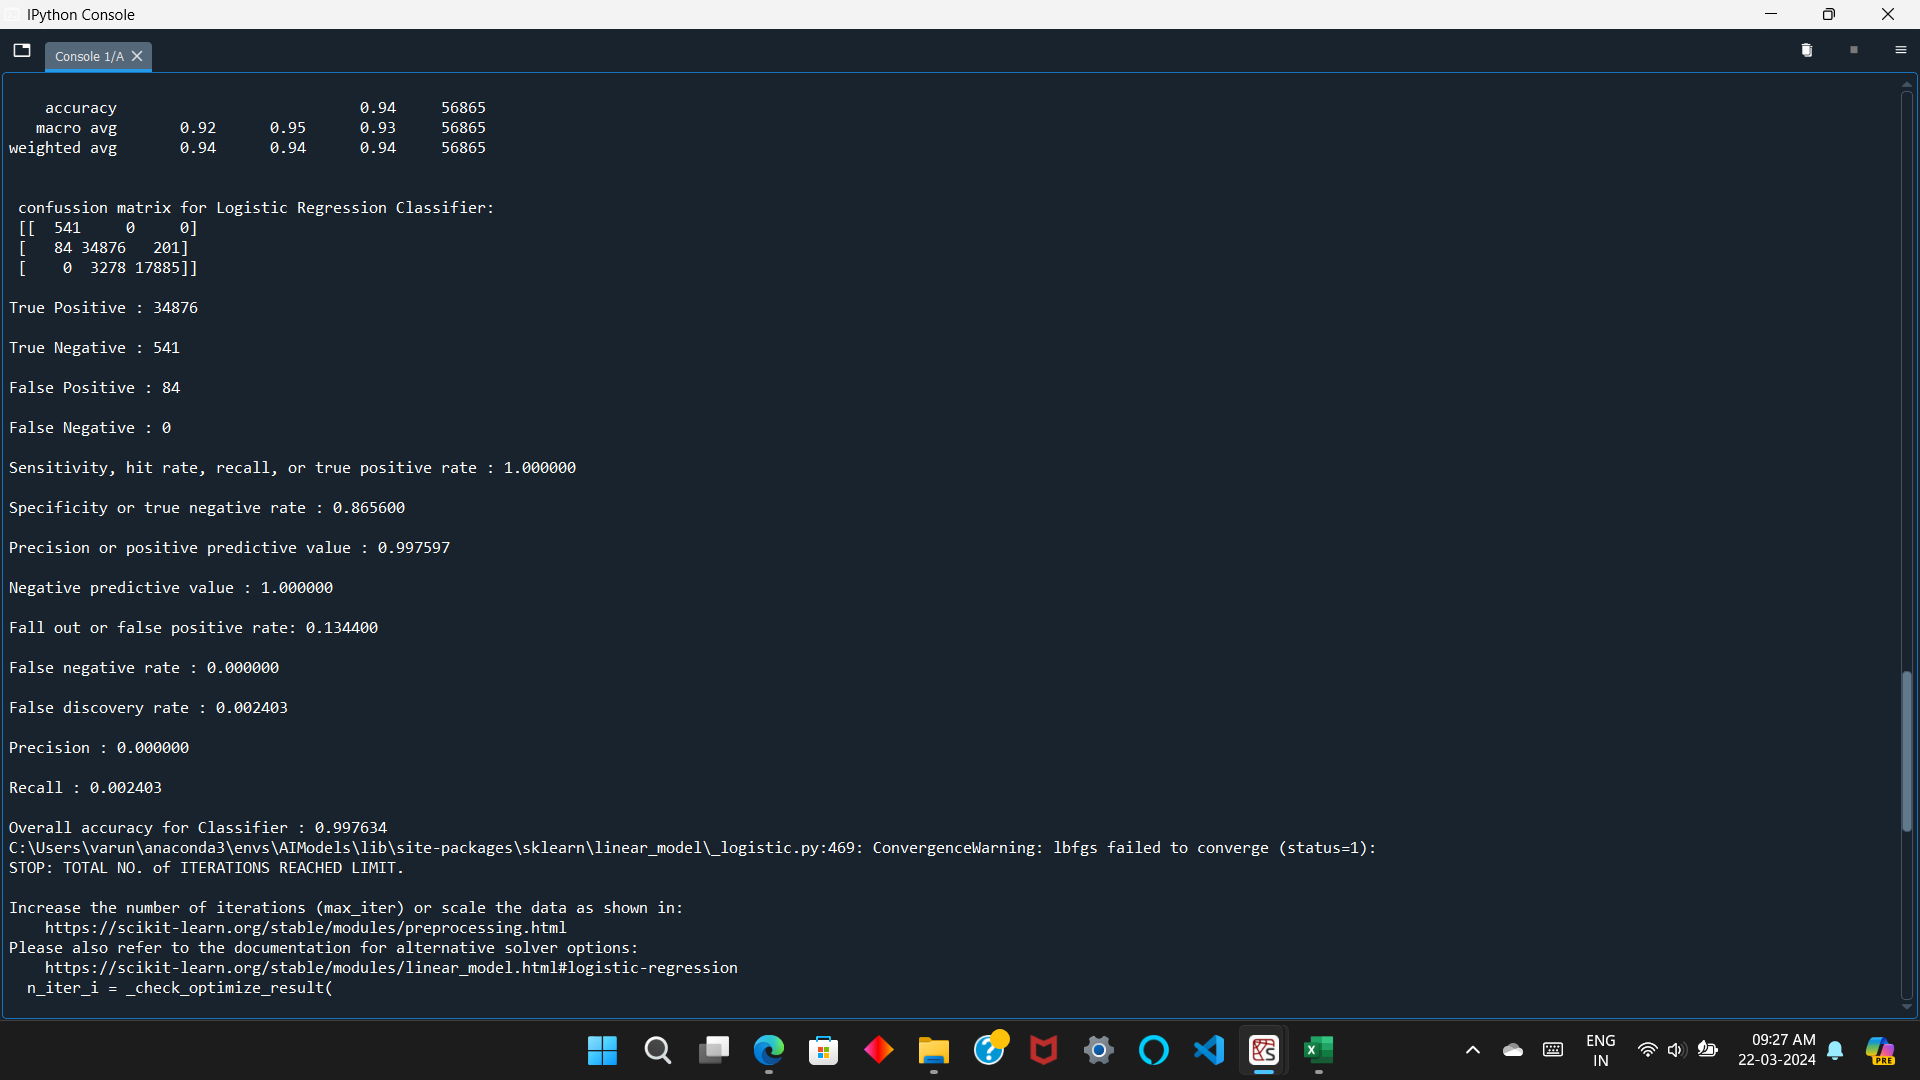 IPython Console
Console 1/A
accuracy 0.94 56865
macro avg 0.92 0.95 0.93 56865
weighted avg 0.94 0.94 0.94 56865
confussion matrix for Logistic Regression Classifier:
[[ 541 0 0]
[ 84 34876 201]
[ 0 3278 17885]]
True Positive : 34876
True Negative : 541
False Positive : 84
False Negative : 0
Sensitivity, hit rate, recall, or true positive rate : 1.000000
Specificity or true negative rate : 0.865600
Precision or positive predictive value : 0.997597
Negative predictive value : 1.000000
Fall out or false positive rate: 0.134400
False negative rate : 0.000000
False discovery rate : 0.002403
Precision : 0.000000
Recall : 0.002403
Overall accuracy for Classifier : 0.997634
C:\Users\varun\anaconda3\envs\AIModels\lib\site-packages\sklearn\linear_model\_logistic.py:469: ConvergenceWarning: lbfgs failed to converge (status=1):
STOP: TOTAL NO. of ITERATIONS REACHED LIMIT.
Increase the number of iterations (max_iter) or scale the data as shown in:
https://scikit-learn.org/stable/modules/preprocessing.html
Please also refer to the documentation for alternative solver options:
https://scikit-learn.org/stable/modules/linear_model.html#logistic-regression
n_iter_i = _check_optimize_result(
ENG
IN
09:27 AM
22-03-2024
PRE